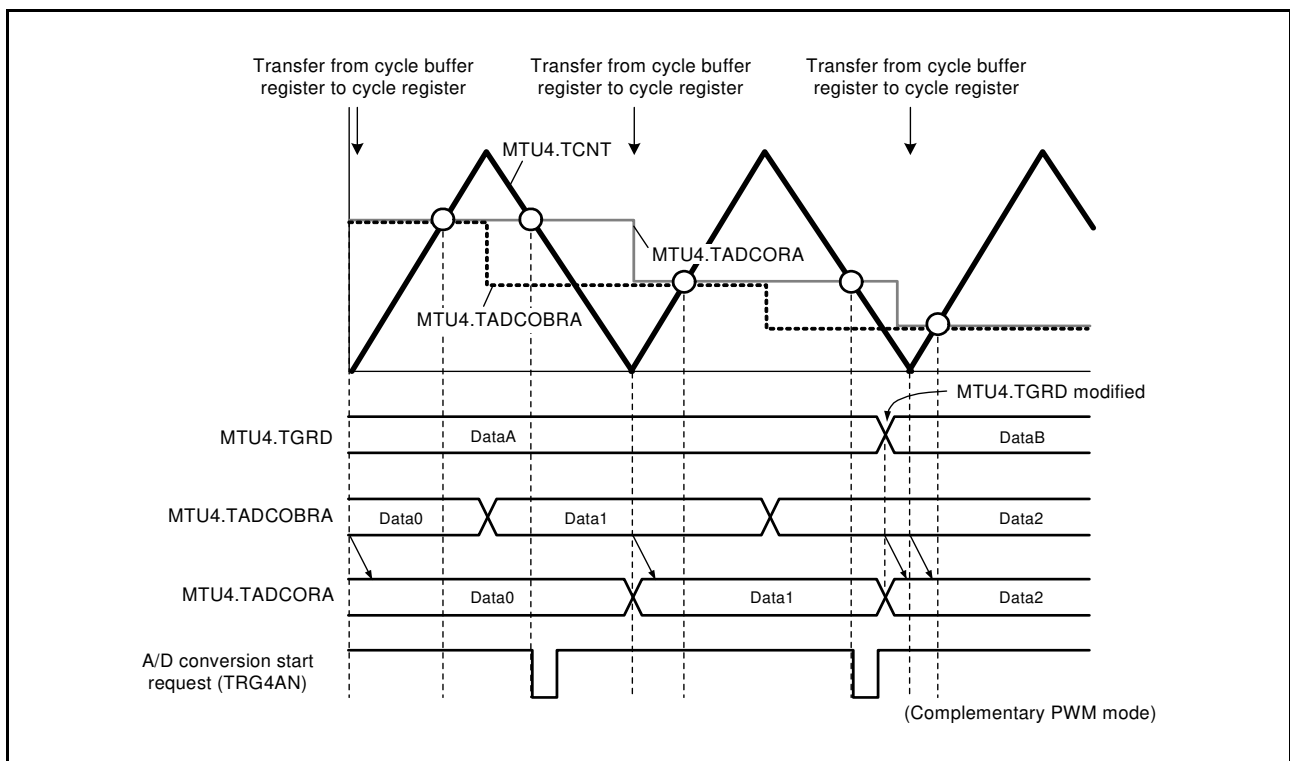 Transfer from cycle buffer
register to cycle register
Transfer from cycle buffer
register to cycle register
Transfer from cycle buffer
register to cycle register
MTU4.TCNT
MTU4.TADCORA
MTU4.TADCOBRA
MTU4.TGRD modified
MTU4.TGRD
DataA
DataB
MTU4.TADCOBRA
Data0
Data1
Data2
MTU4.TADCORA
Data0
Data1
Data2
A/D conversion start
request (TRG4AN)
(Complementary PWM mode)